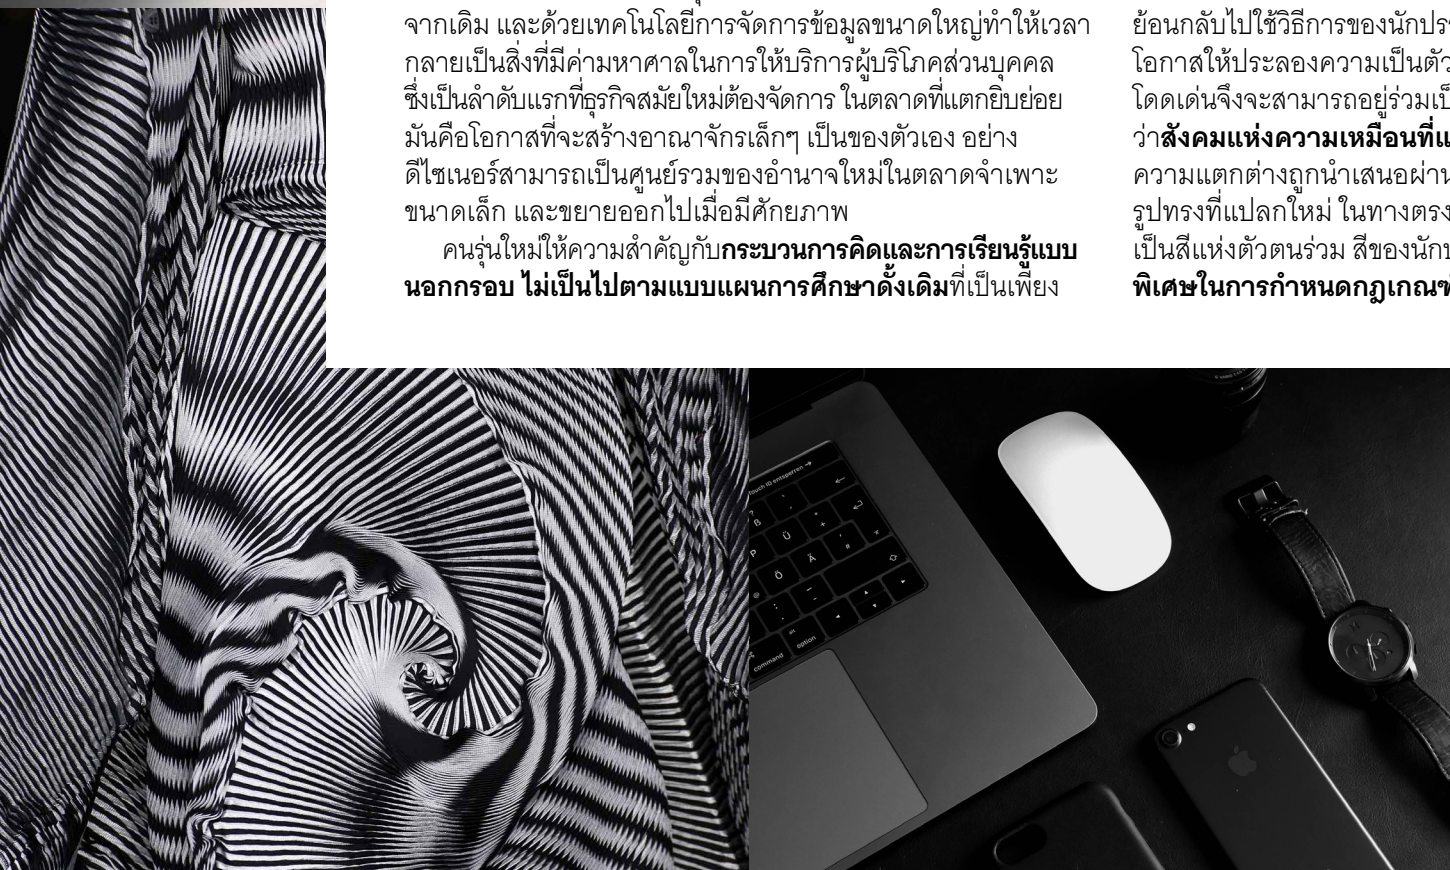 จากเดิม และด้วยเทคโนโลยีการจัดการข้อมูลขนาดใหญ่ทำให้เวลา
กลายเป็นสิ่งที่มีค่ามหาศาลในการให้บริการผู้บริโภคส่วนบุคคล
ซึ่งเป็นลำดับแรกที่ธุรกิจสมัยใหม่ต้องจัดการ ในตลาดที่แตกยิบย่อย
มันคือโอกาสที่จะสร้างอาณาจักรเล็กๆ เป็นของตัวเอง อย่าง
ดีไซเนอร์สามารถเป็นศูนย์รวมของอำนาจใหม่ในตลาดจำเพาะ
ขนาดเล็ก และขยายออกไปเมื่อมีศักยภาพ
คนรุ่นใหม่ให้ความสำคัญกับกระบวนการคิดและการเรียนรู้แบบ
นอกกรอบ ไม่เป็นไปตามแบบแผนการศึกษาดั้งเดิมที่เป็นเพียง
ย้อนกลับไปใช้วิธีการของนักปร
โอกาสให้ประลองความเป็นตัว
โดดเด่นจึงจะสามารถอยู่ร่วมเป็
ว่าสังคมแห่งความเหมือนที่แ
ความแตกต่างถูกนำเสนอผ่าน
รูปทรงที่แปลกใหม่ ในทางตรง
เป็นสีแห่งตัวตนร่วม สีของนัก
พิเศษในการกำหนดกฎเกณฑ์
Touch ID entsperren →
ß
P Ü +
Ö Ä #
alt
command option